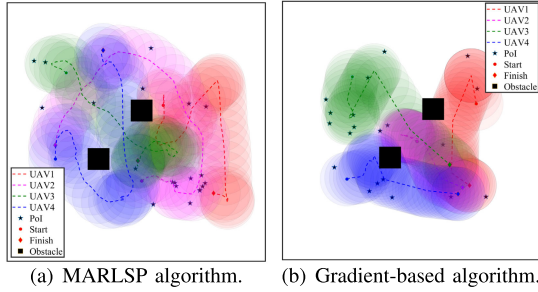 UAV1
UAV2
UAV3
UAV4
PoI
Start
Finish
Obstacle
(a) MARLSP algorithm.
UAV1
UAV2
UAV3
UAV4
PoI
Start
Finish
Obstacle
(b) Gradient-based algorithm.